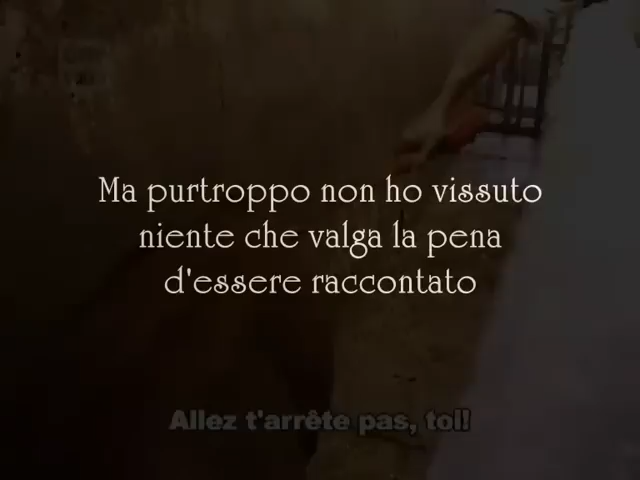 Ma purtroppo non ho vissuto
niente che valga la pena
d'essere raccontato
Allez t'arrête pas, toi!